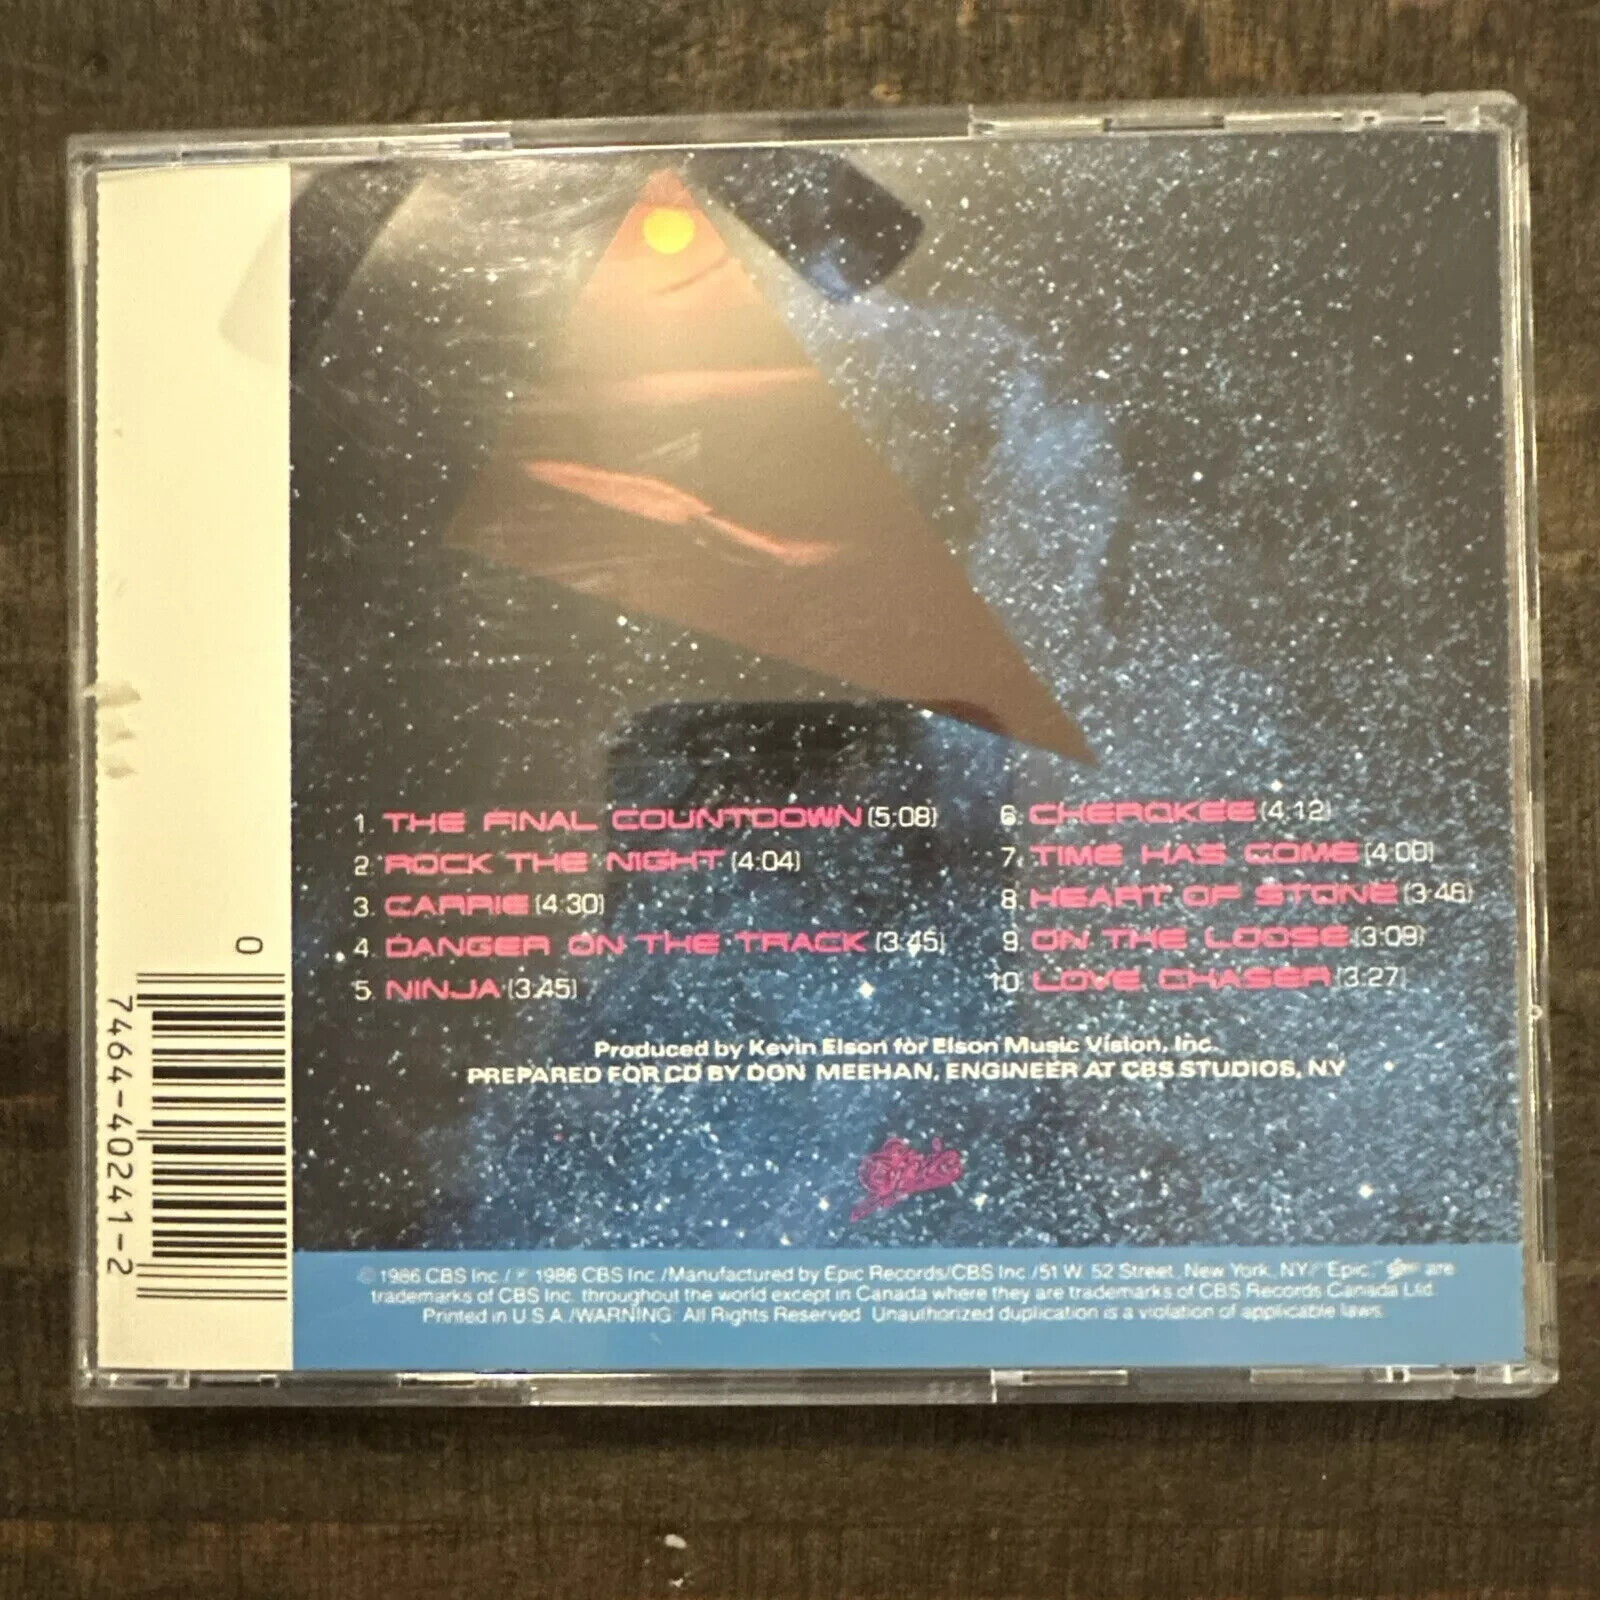 1. THE FINAL COUNTDOWN (5:08)
2. ROCK THE NIGHT (4:04)
3. CARRIE (4:30)
4. DANGER ON THE TRACK (3:45)
5. NINJA (3:45)
6. CHEROKEE (4:12)
7. TIME HAS COME (4:00)
8. HEART OF STONE (3:46)
9. ON THE LOOSE (3:09)
10. LOVE CHASER (3:27)
Produced by Kevin Elson for Elson Music Vision, Inc.
PREPARED FOR CD BY DON MEEHAN, ENGINEER AT CBS STUDIOS, NY
Epic
© 1986 CBS Inc./℗ 1986 CBS Inc./Manufactured by Epic Records/CBS Inc./51 W. 52 Street, New York, NY/"Epic," are
trademarks of CBS Inc. throughout the world except in Canada where they are trademarks of CBS Records Canada Ltd.
Printed in U.S.A./WARNING: All Rights Reserved. Unauthorized duplication is a violation of applicable laws.
0
7464-40241-2